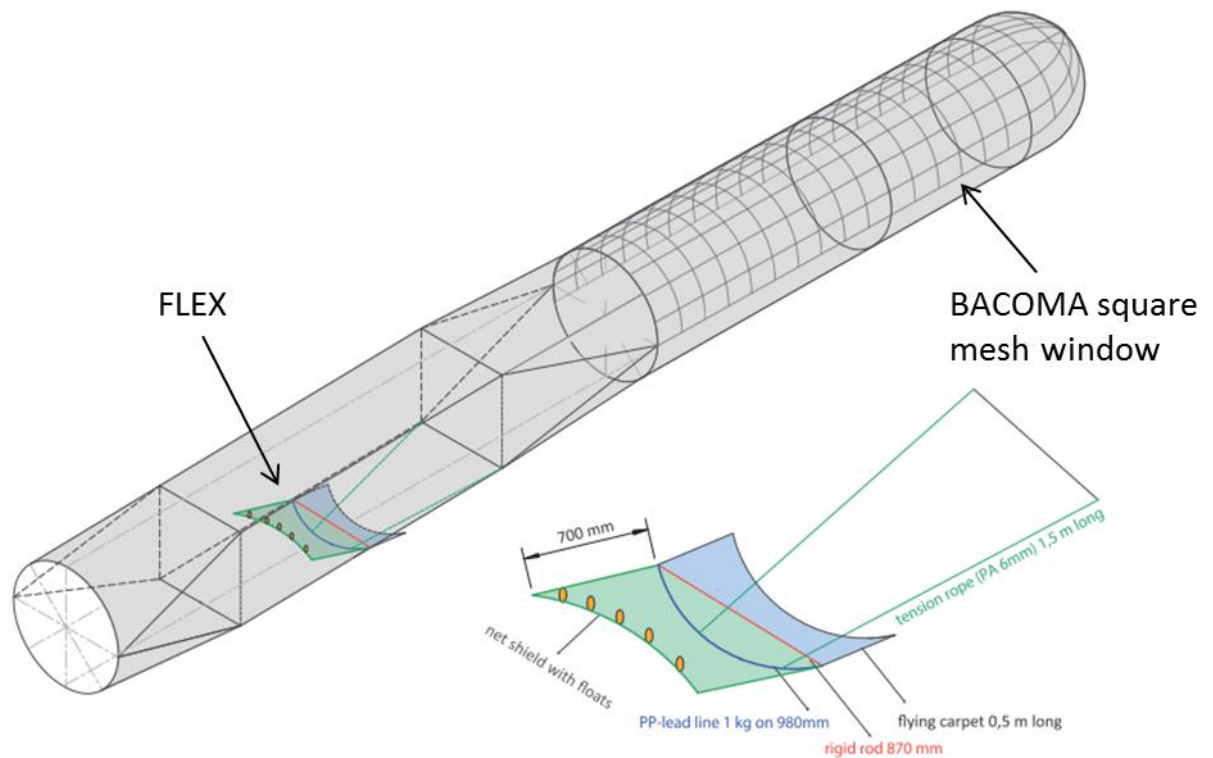 FLEX
BACOMA square
mesh window
700 mm
tension rope (PA 6mm) 1,5 m long
net shield with floats
PP-lead line 1 kg on 980mm
flying carpet 0,5 m long
rigid rod 870 mm